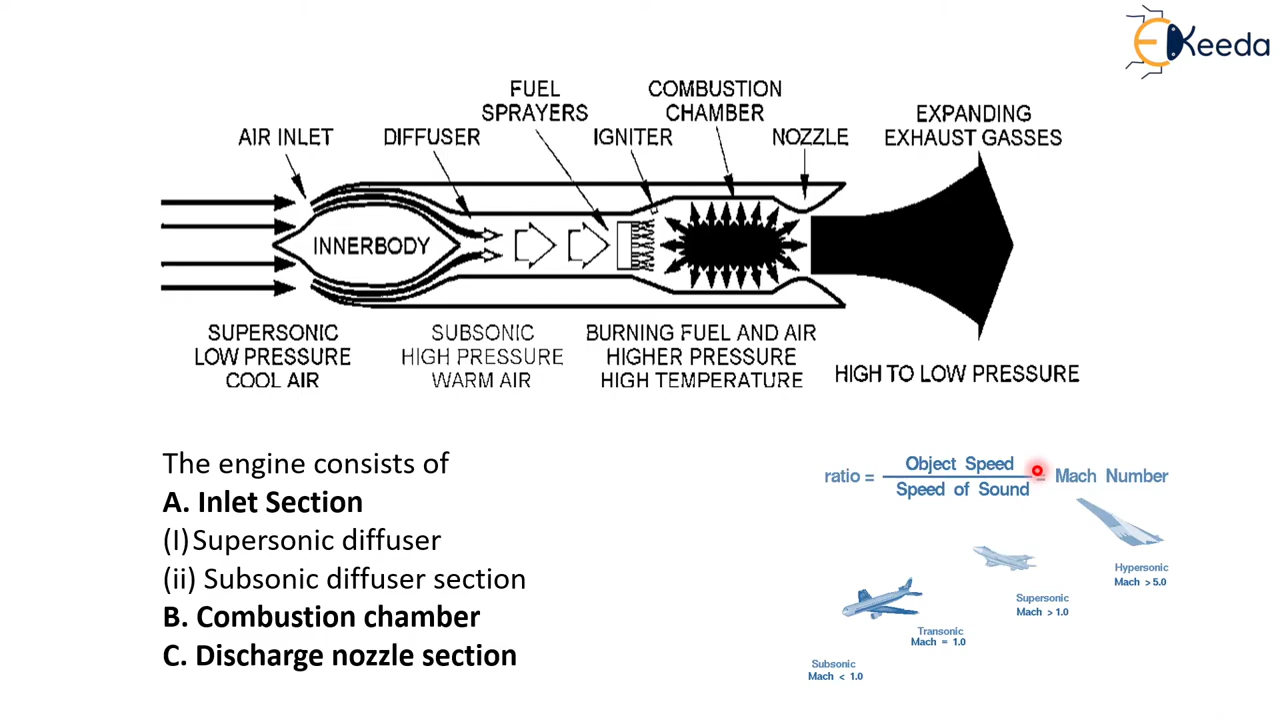 EKeeda
FUEL
SPRAYERS
COMBUSTION
CHAMBER
AIR INLET
DIFFUSER
IGNITER
NOZZLE
EXPANDING
EXHAUST GASSES
INNERBODY
SUPERSONIC
LOW PRESSURE
COOL AIR
SUBSONIC
HIGH PRESSURE
WARM AIR
BURNING FUEL AND AIR
HIGHER PRESSURE
HIGH TEMPERATURE
HIGH TO LOW PRESSURE
The engine consists of
A. Inlet Section
(I)Supersonic diffuser
(ii) Subsonic diffuser section
B. Combustion chamber
C. Discharge nozzle section
ratio = Object Speed
Speed of Sound
= Mach Number
Hypersonic
Mach > 5.0
Supersonic
Mach > 1.0
Transonic
Mach = 1.0
Subsonic
Mach < 1.0